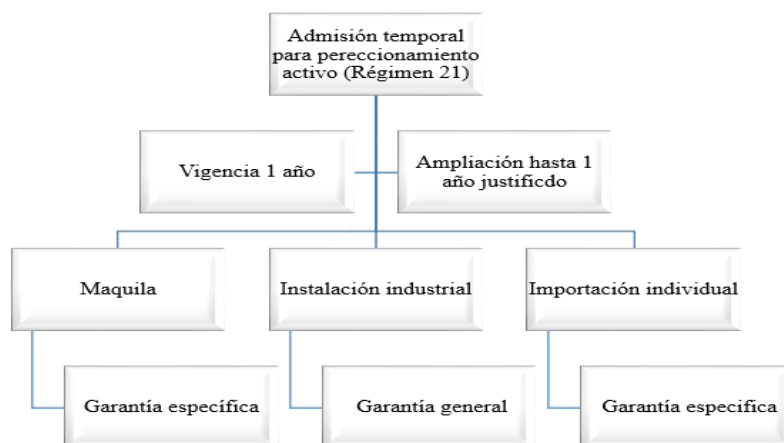 Admisión temporal
para pereccionamiento
activo (Régimen 21)
Vigencia 1 año
Ampliación hasta 1
año justificdo
Maquila
Instalación industrial
Importación individual
Garantía específica
Garantía general
Garantía especifica